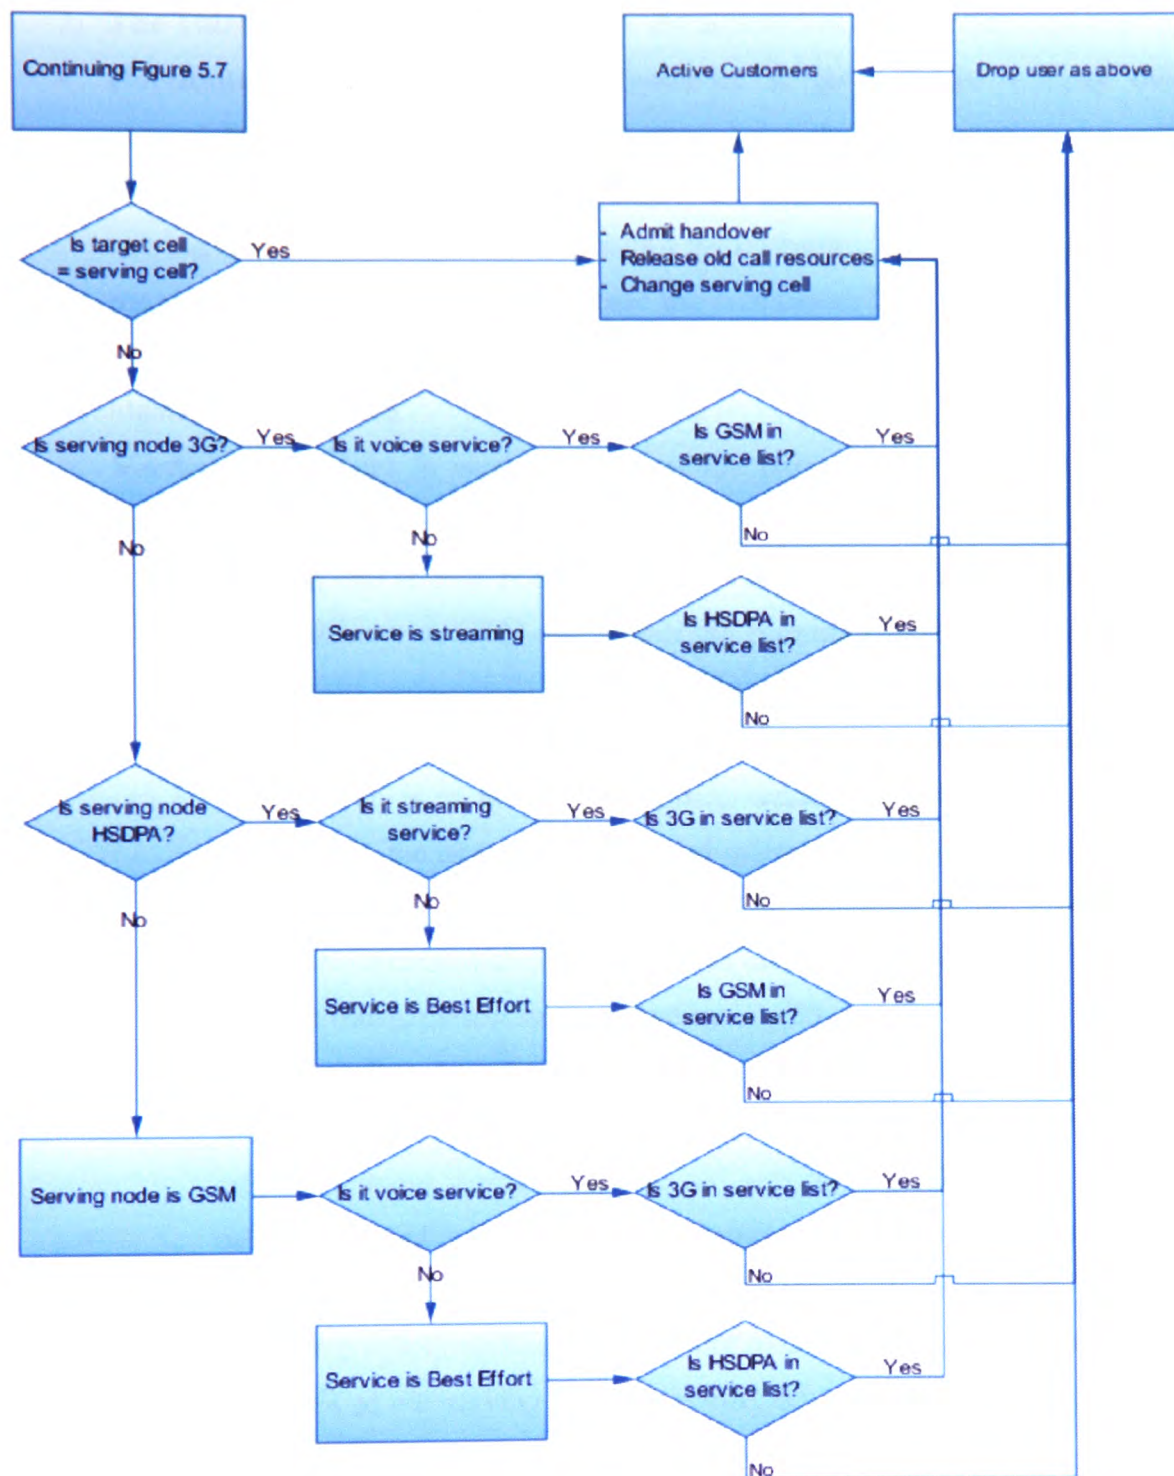 Continuing Figure 5.7
Active Customers
Drop user as above
Is target cell
= serving cell?
Yes
- Admit handover
- Release old call resources
- Change serving cell
No
Is serving node 3G?
Yes
Is it voice service?
Yes
Is GSM in
service list?
Yes
No
No
No
Service is streaming
Is HSDPA in
service list?
Yes
No
Is serving node
HSDPA?
Yes
Is it streaming
service?
Yes
Is 3G in service list?
Yes
No
No
No
Service is Best Effort
Is GSM in
service list?
Yes
No
Serving node is GSM
Is it voice service?
Yes
Is 3G in service list?
Yes
No
No
Service is Best Effort
Is HSDPA in
service list?
Yes
No